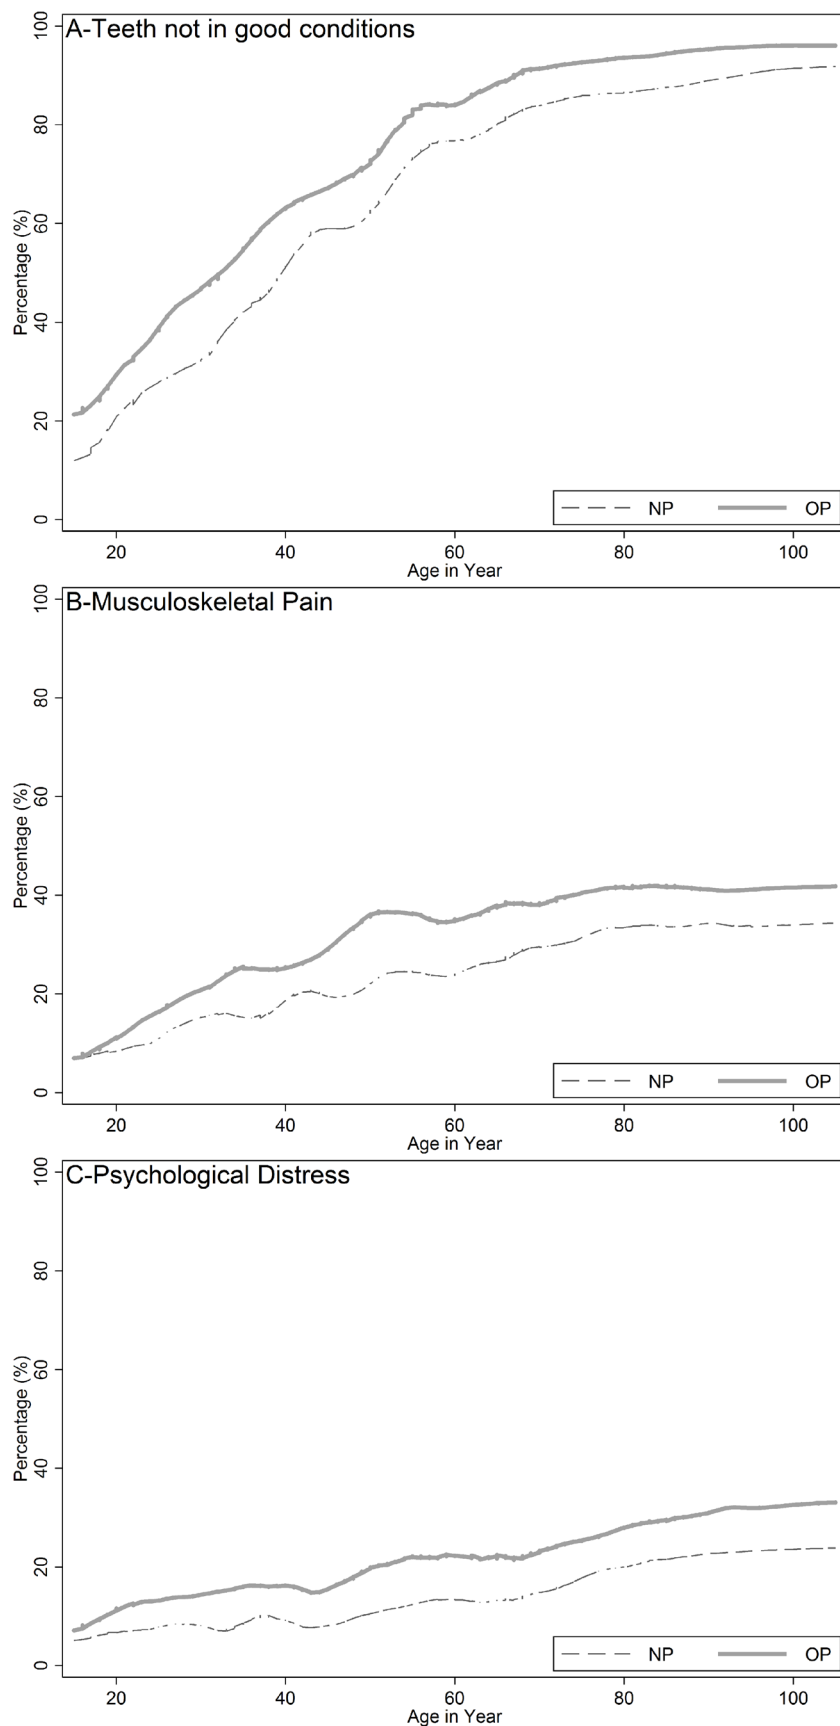 A-Teeth not in good conditions
Percentage (%)
100
80
60
40
20
0
NP OP
20 40 60 80 100
Age in Year
B-Musculoskeletal Pain
Percentage (%)
100
80
60
40
20
0
NP OP
20 40 60 80 100
Age in Year
C-Psychological Distress
Percentage (%)
100
80
60
40
20
0
NP OP
20 40 60 80 100
Age in Year